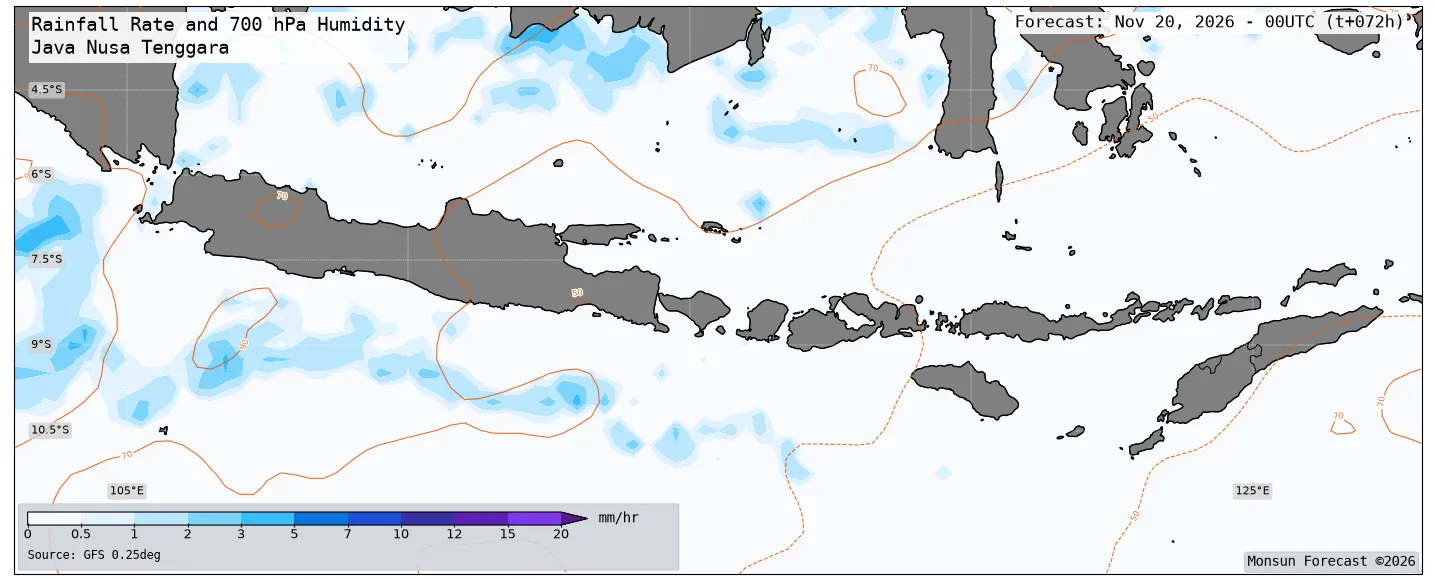 Rainfall Rate and 700 hPa Humidity
Java Nusa Tenggara
Forecast: Nov 20, 2026 - 00UTC (t+072h)
70
4.5°S
50
6°S
70
7.5°S
50
9°S
90
70
70
10.5°S
70
105°E
125°E
50
0 0.5 1 2 3 5 7 10 12 15 20 mm/hr
Source: GFS 0.25deg
Monsun Forecast ©2026